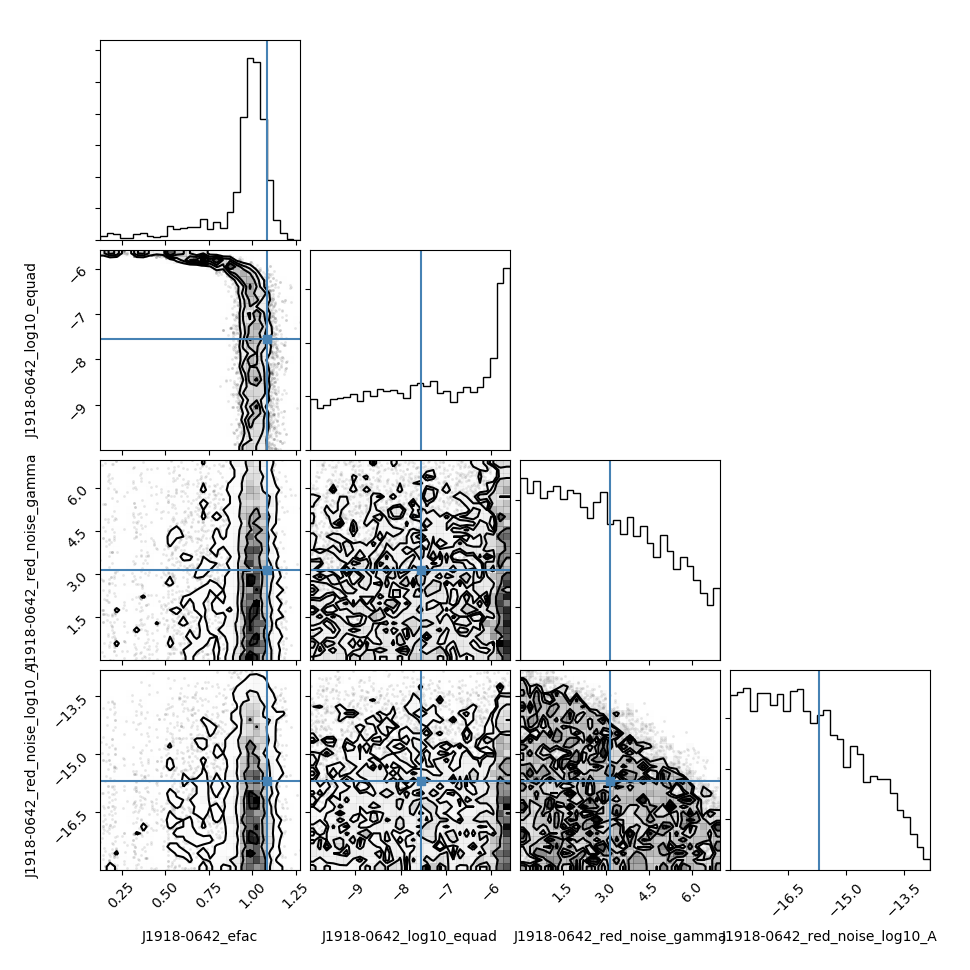 −6
−7
−8
−9
J1918-0642_log10_equad
6.0
4.5
3.0
1.5
J1918-0642_red_noise_gamma
−13.5
−15.0
−16.5
J1918-0642_red_noise_log10_A
0.25 0.50 0.75 1.00 1.25
−9 −8 −7 −6
1.5 3.0 4.5 6.0
−16.5 −15.0 −13.5
J1918-0642_efac
J1918-0642_log10_equad
J1918-0642_red_noise_gamma
J1918-0642_red_noise_log10_A